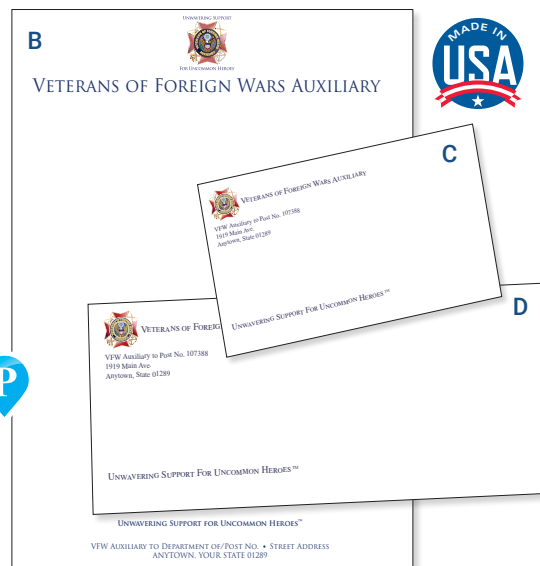 B
Unwavering Support
For Uncommon Heroes
Veterans of Foreign Wars Auxiliary
MADE IN
USA
C
Veterans of Foreign Wars Auxiliary
VFW Auxiliary to Post No. 107388
1919 Main Ave.
Anytown, State 01289
Unwavering Support For Uncommon Heroes™
D
Veterans of Foreig
VFW Auxiliary to Post No. 107388
1919 Main Ave.
Anytown, State 01289
Unwavering Support For Uncommon Heroes™
P
Unwavering Support for Uncommon Heroes™
VFW Auxiliary to Department of/Post No. • Street Address
ANYTOWN, YOUR STATE 01289